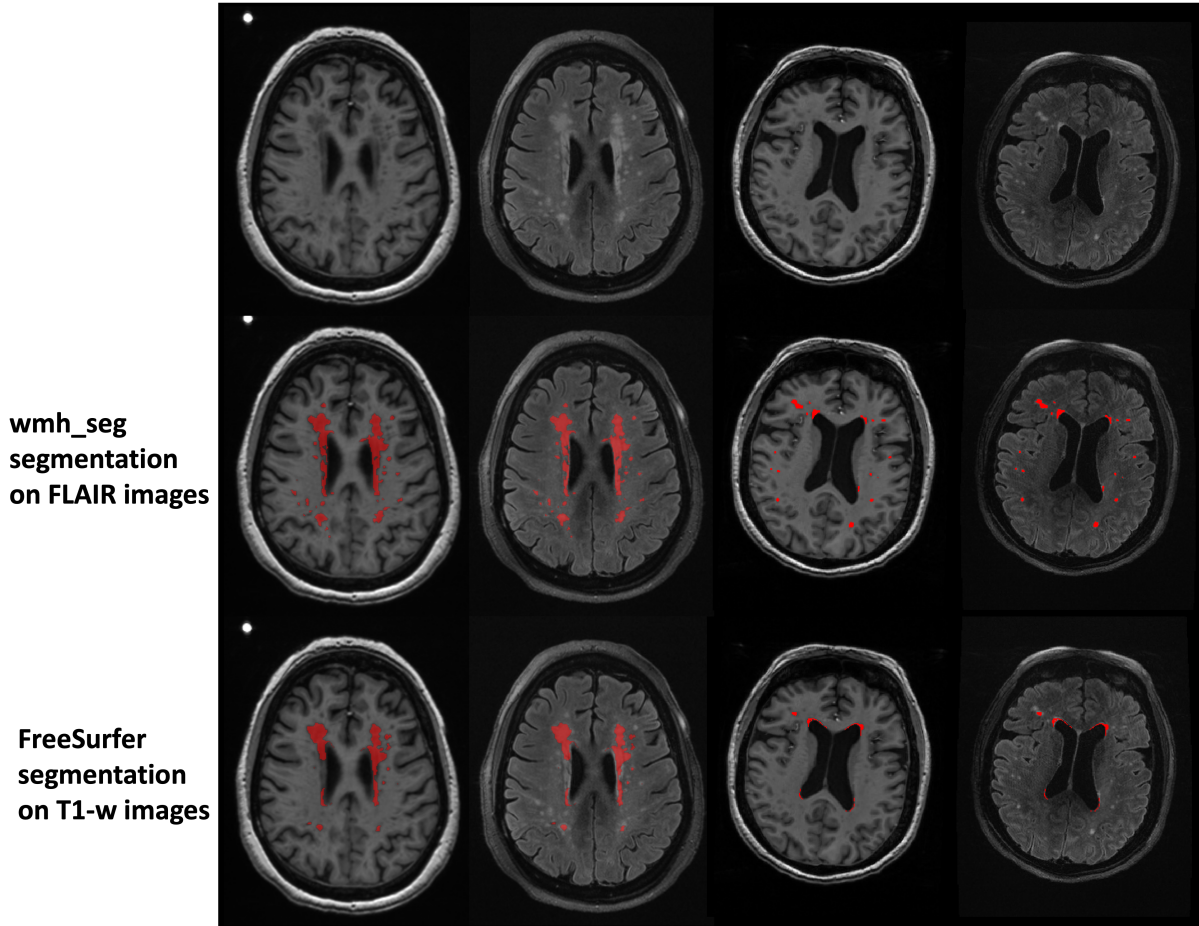 wmh_seg
segmentation
on FLAIR images
FreeSurfer
segmentation
on T1-w images